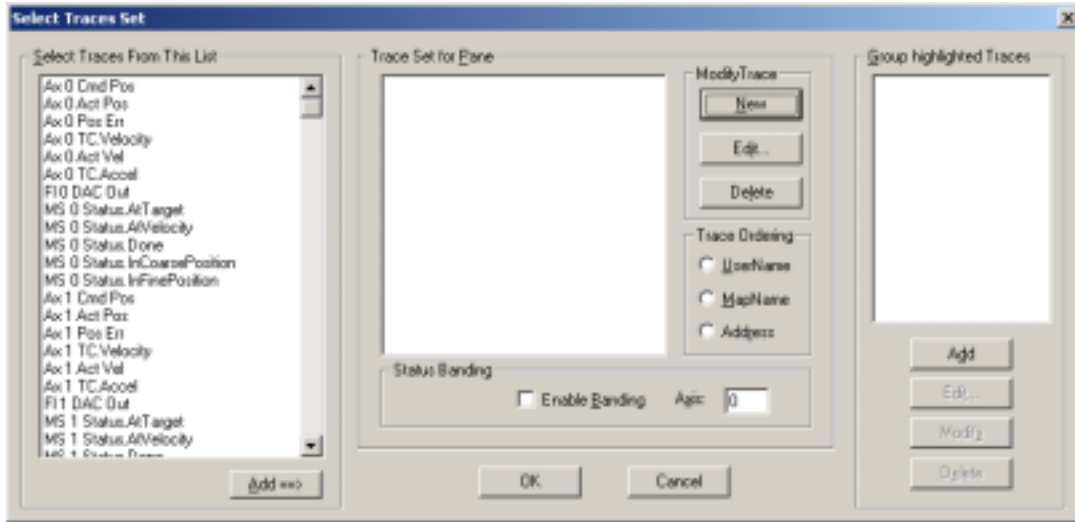 Select Traces Set
Select Traces From This List
Ax 0 Cmd Pos
Ax 0 Act Pos
Ax 0 Pos Err
Ax 0 TC.Velocity
Ax 0 Act Vel
Ax 0 TC.Accel
Fl 0 DAC Out
MS 0 Status.AtTarget
MS 0 Status.AtVelocity
MS 0 Status.Done
MS 0 Status.InCoarsePosition
MS 0 Status.InFinePosition
Ax 1 Cmd Pos
Ax 1 Act Pos
Ax 1 Pos Err
Ax 1 TC.Velocity
Ax 1 Act Vel
Ax 1 TC.Accel
Fl 1 DAC Out
MS 1 Status.AtTarget
MS 1 Status.AtVelocity
MS 1 Status.Done
Add ==>
Trace Set for Pane
ModifyTrace
New
Edit...
Delete
Trace Ordering
UserName
MapName
Address
Status Banding
Enable Banding
Axis:
0
OK
Cancel
Group highlighted Traces
Add
Edit...
Modify
Delete